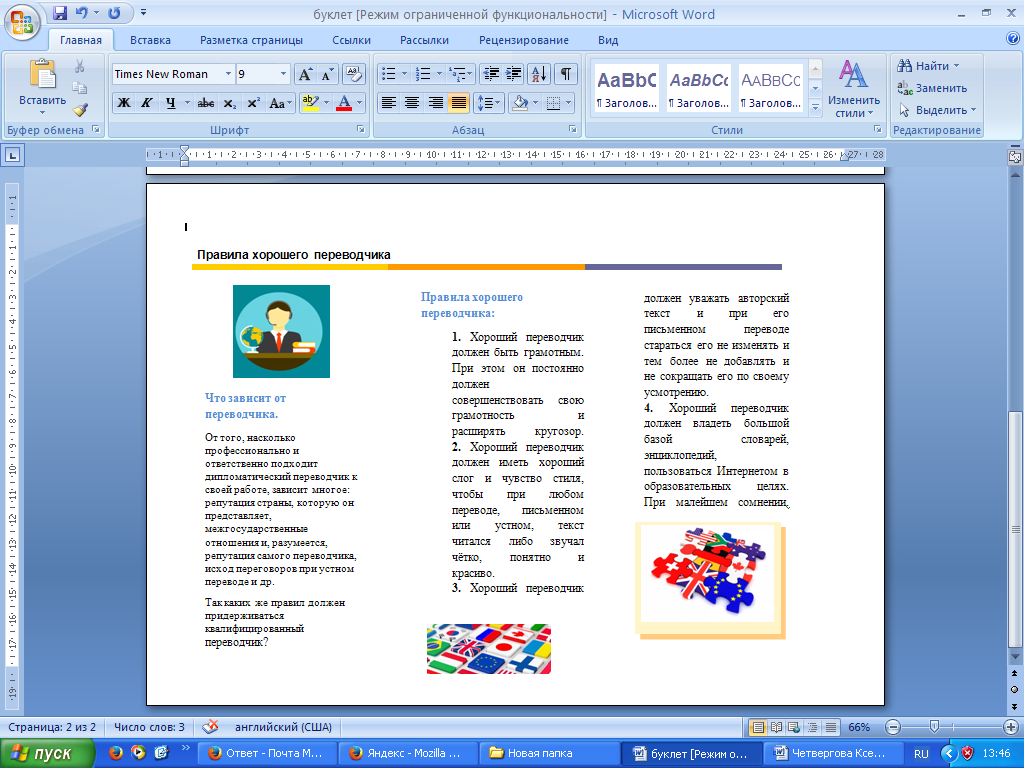 буклет [Режим ограниченной функциональности] - Microsoft Word
Главная Вставка Разметка страницы Ссылки Рассылки Рецензирование Вид
Вставить
Times New Roman 9
Ж К Ч abc x₂ x² Aa
AaBbC AaBbCc AaBbCc
¶ Заголов... ¶ Заголов... ¶ Заголов...
Изменить стили
Найти
Заменить
Выделить
Буфер обмена Шрифт Абзац Стили Редактирование
Правила хорошего переводчика
Что зависит от
переводчика.
От того, насколько
профессионально и
ответственно подходит
дипломатический переводчик к
своей работе, зависит многое:
репутация страны, которую он
представляет,
межгосударственные
отношения и, разумеется,
репутация самого переводчика,
исход переговоров при устном
переводе и др.
Так каких же правил должен
придерживаться
квалифицированный
переводчик?
Правила хорошего
переводчика:
1. Хороший переводчик
должен быть грамотным.
При этом он постоянно
должен
совершенствовать свою
грамотность и
расширять кругозор.
2. Хороший переводчик
должен иметь хороший
слог и чувство стиля,
чтобы при любом
переводе, письменном
или устном, текст
читался либо звучал
чётко, понятно и
красиво.
3. Хороший переводчик
должен уважать авторский
текст и при его
письменном переводе
стараться его не изменять и
тем более не добавлять и
не сокращать его по своему
усмотрению.
4. Хороший переводчик
должен владеть большой
базой словарей,
энциклопедий,
пользоваться Интернетом в
образовательных целях.
При малейшем сомнении,
Страница: 2 из 2 Число слов: 3 английский (США) 66%
пуск Ответ - Почта M... Яндекс - Mozilla ... Новая папка буклет [Режим о... Четвергова Ксе... RU 13:46